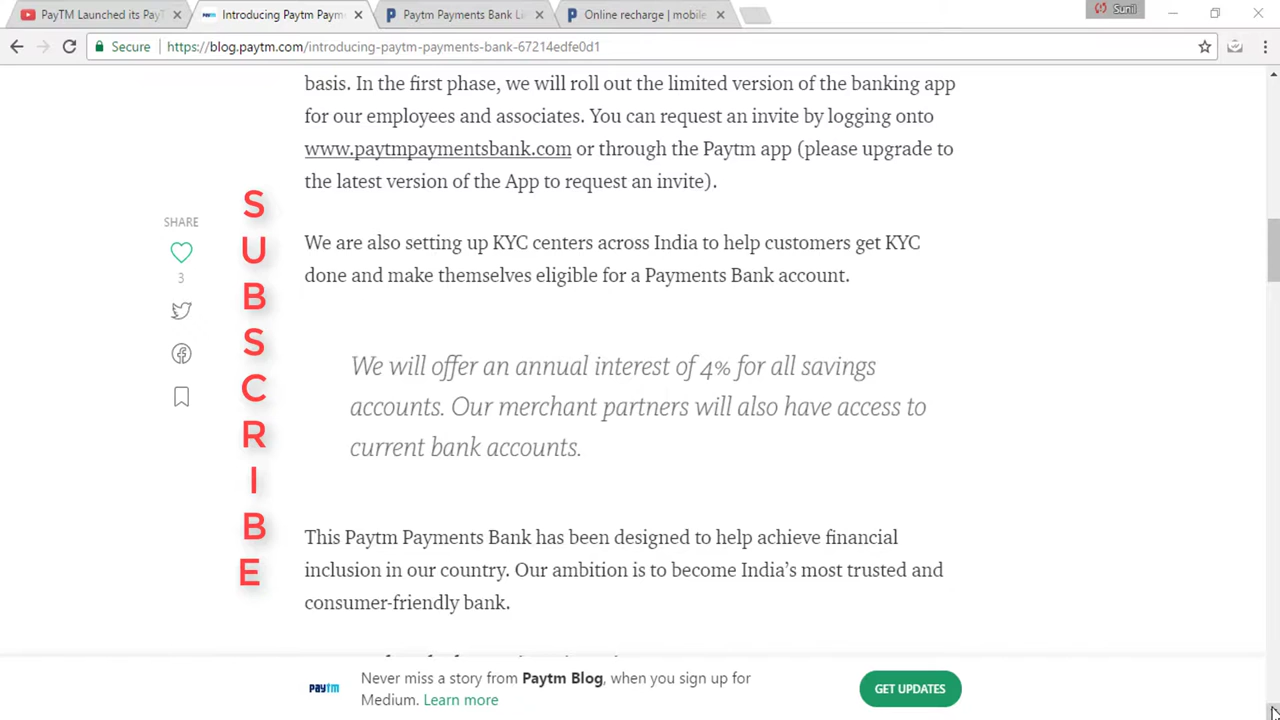 PayTM Launched its PayT
Introducing Paytm Paym
Paytm Payments Bank Li
Online recharge | mobile
Sunil
Secure
https://blog.paytm.com/introducing-paytm-payments-bank-67214edfe0d1
basis. In the first phase, we will roll out the limited version of the banking app
for our employees and associates. You can request an invite by logging onto
www.paytmpaymentsbank.com or through the Paytm app (please upgrade to
the latest version of the App to request an invite).
SHARE
3
S
U
B
S
C
R
I
B
E
We are also setting up KYC centers across India to help customers get KYC
done and make themselves eligible for a Payments Bank account.
We will offer an annual interest of 4% for all savings
accounts. Our merchant partners will also have access to
current bank accounts.
This Paytm Payments Bank has been designed to help achieve financial
inclusion in our country. Our ambition is to become India’s most trusted and
consumer-friendly bank.
paytm
Never miss a story from Paytm Blog, when you sign up for
Medium. Learn more
GET UPDATES